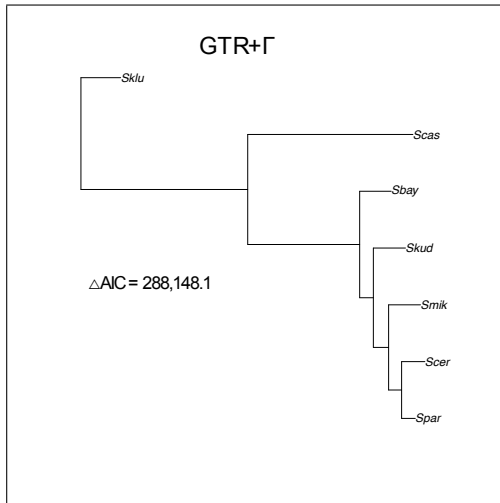 GTR+Γ
Sklu
Scas
Sbay
Skud
△AIC = 288,148.1
Smik
Scer
Spar